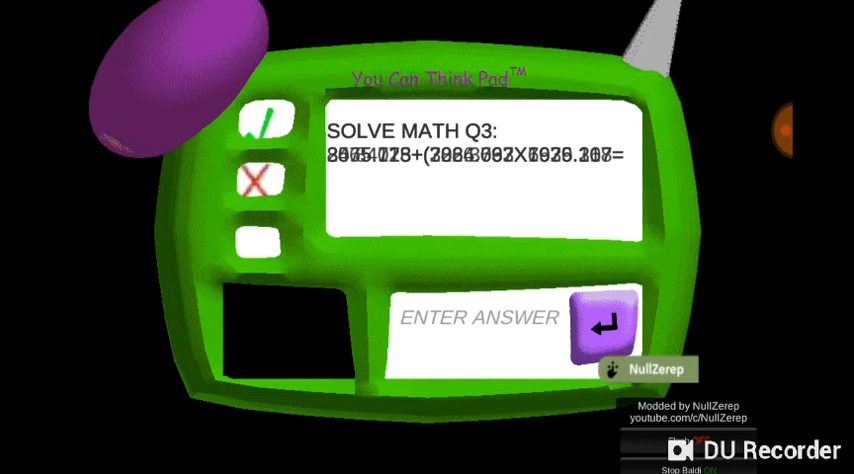 You Can Think Pad™
SOLVE MATH Q3:
ENTER ANSWER
NullZerep
Modded by NullZerep
youtube.com/c/NullZerep
OFF
DU Recorder
Stop Baldi ON